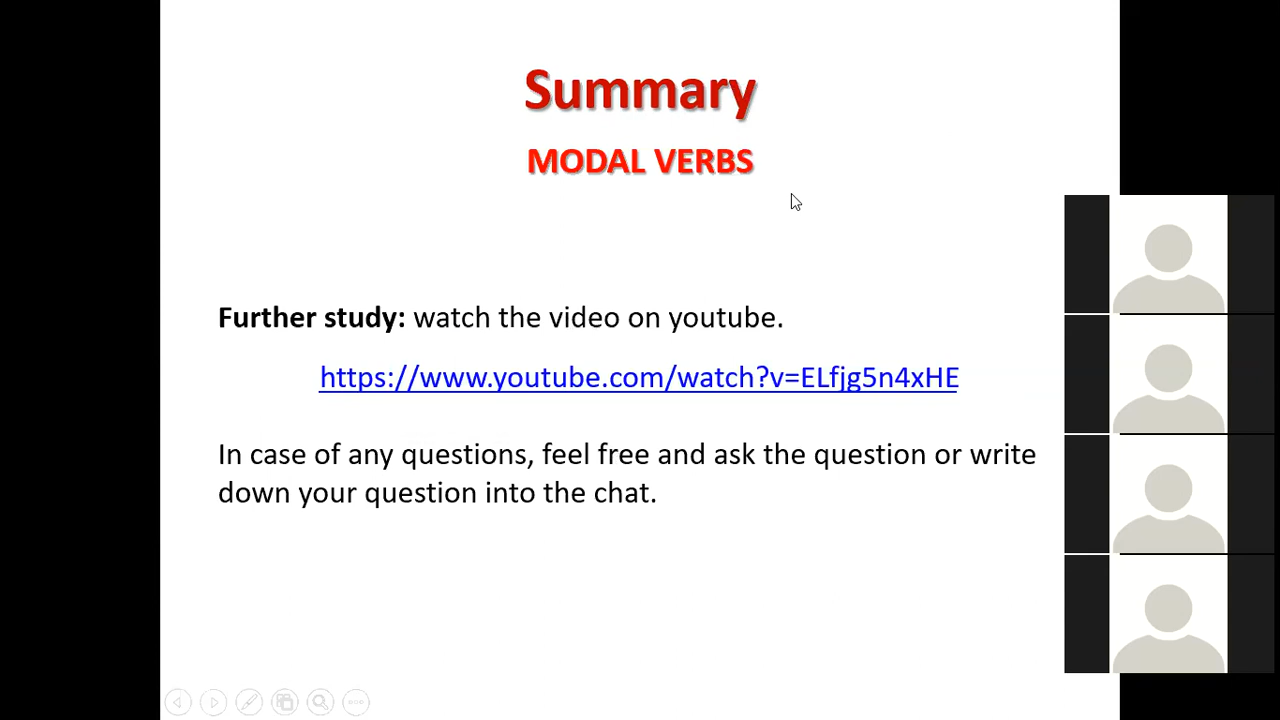 Summary
MODAL VERBS
Further study: watch the video on youtube.
https://www.youtube.com/watch?v=ELfjg5n4xHE
In case of any questions, feel free and ask the question or write
down your question into the chat.